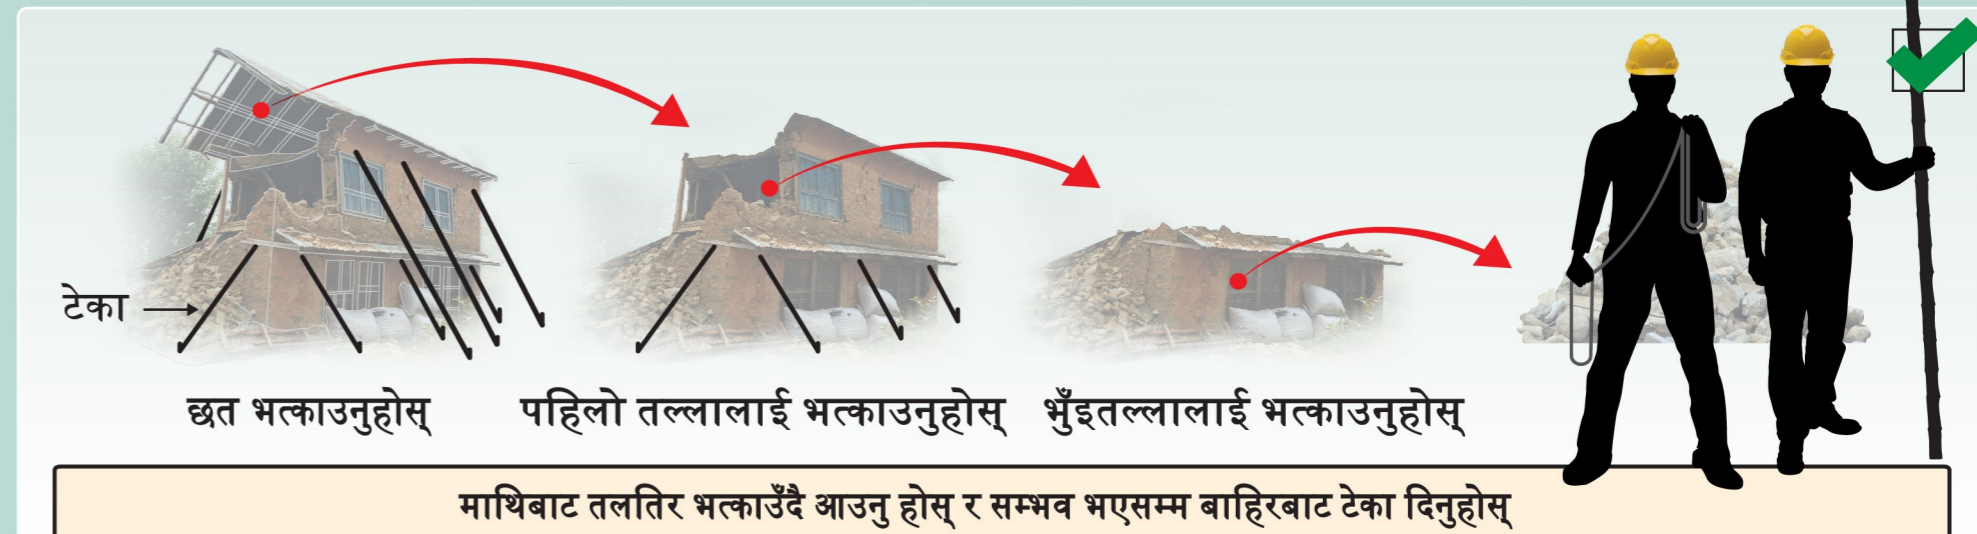 टेका
छत भत्काउनुहोस्
पहिलो तल्लालाई भत्काउनुहोस्
भुँइतल्लालाई भत्काउनुहोस्
माथिबाट तलतिर भत्काउँदै आउनु होस् र सम्भव भएसम्म बाहिरबाट टेका दिनुहोस्